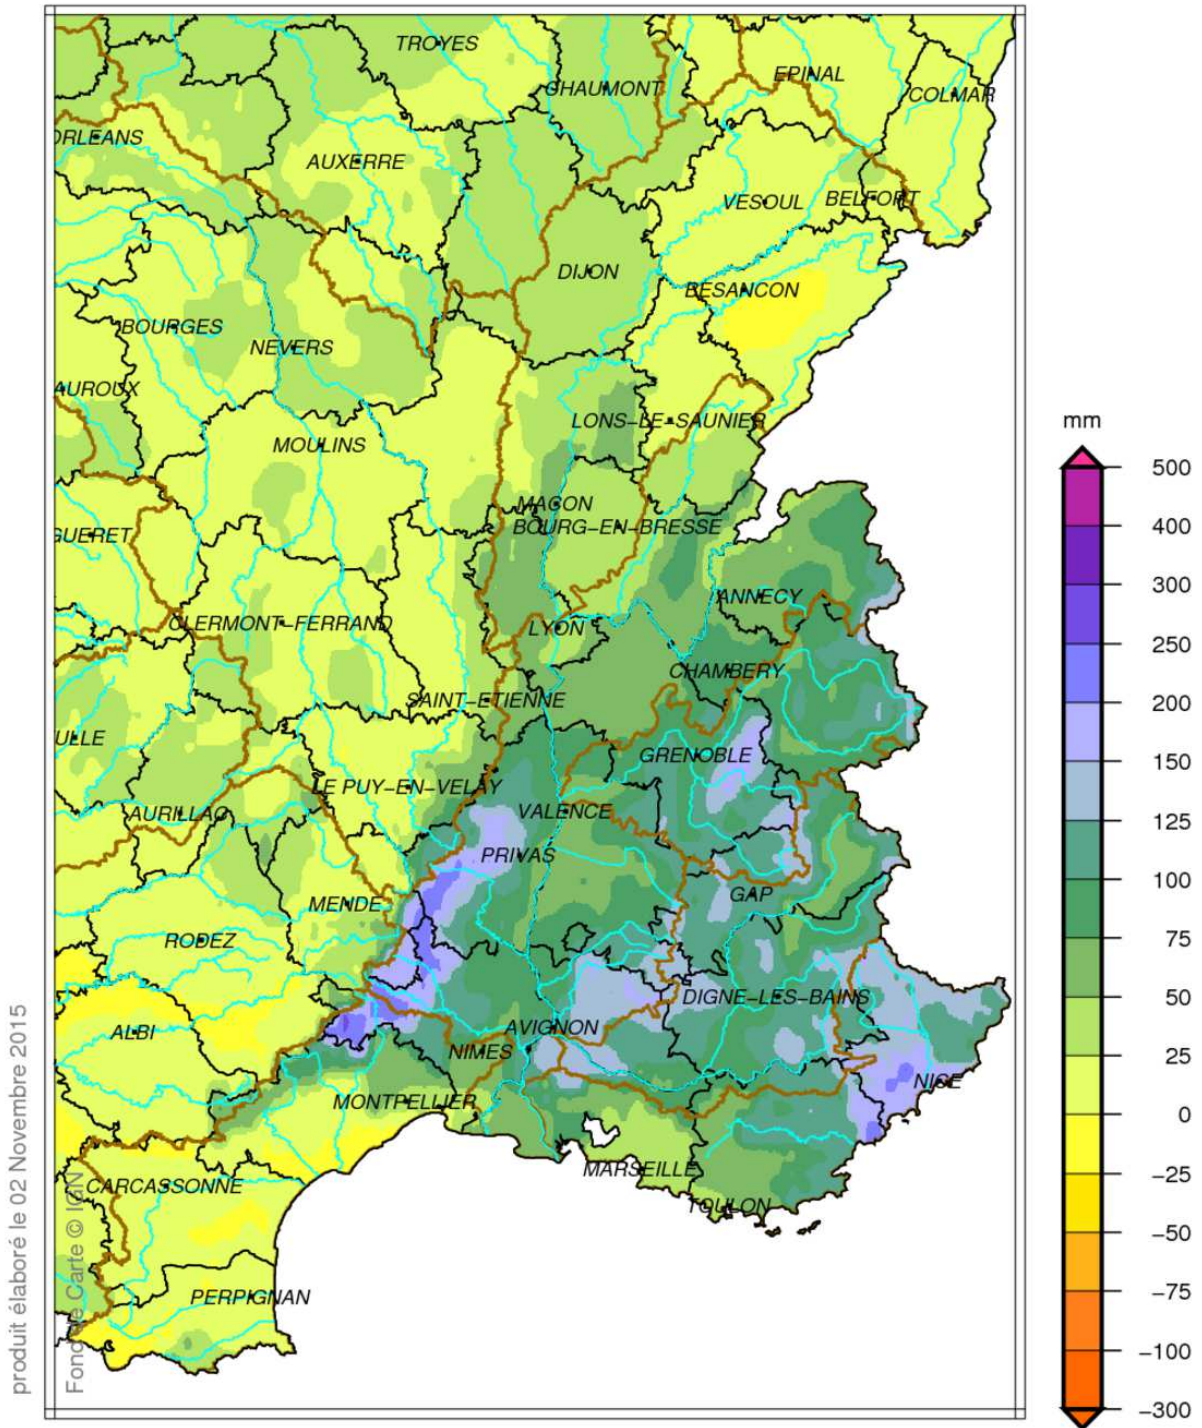 TROYES
CHAUMONT
EPINAL
COLMAR
ORLEANS
AUXERRE
VESOUL
BELFORT
DIJON
BESANCON
BOURGES
NEVERS
AUROUX
LONS-LE-SAUNIER
MOULINS
MACON
BOURG-EN-BRESSE
GUERET
ANNECY
CLERMONT-FERRAND
LYON
CHAMBERY
SAINT-ETIENNE
ULLE
GRENOBLE
LE PUY-EN-VELAY
AURILLAC
VALENCE
PRIVAS
GAP
MENDE
RODEZ
DIGNE-LES-BAINS
ALBI
AVIGNON
NIMES
NICE
MONTPELLIER
MARSEILLE
CARCASSONNE
TOULON
PERPIGNAN
mm
500
400
300
250
200
150
125
100
75
50
25
0
-25
-50
-75
-100
-300
produit élaboré le 02 Novembre 2015
Fond de Carte © IGN